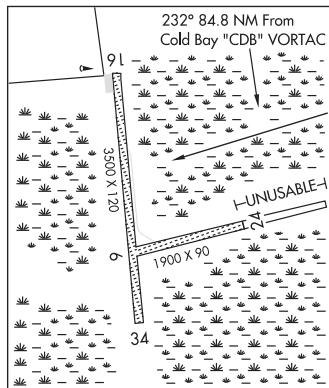 232° 84.8 NM From
Cold Bay "CDB" VORTAC
16
3500 X 120
UNUSABLE
24
6
1900 X 90
34